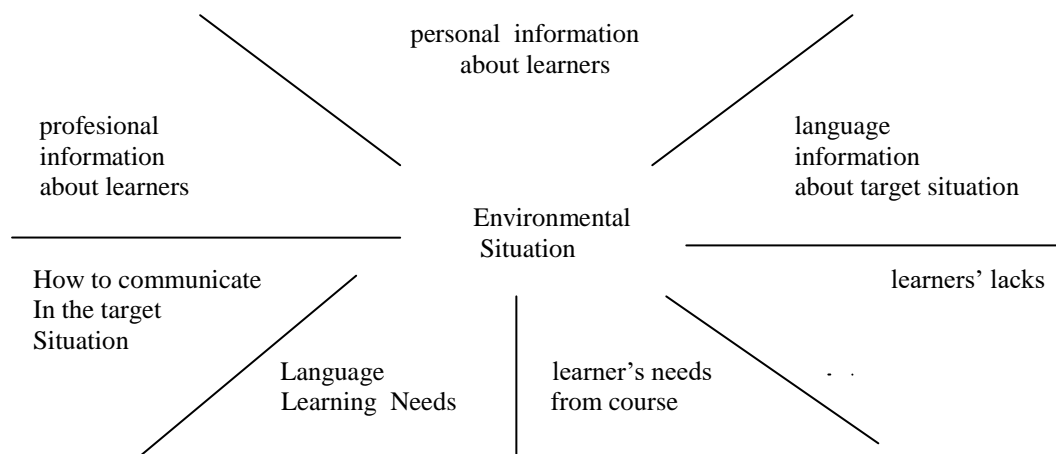 personal information
about learners
profesional
information
about learners
language
information
about target situation
Environmental
Situation
How to communicate
In the target
Situation
learners’ lacks
Language
Learning Needs
learner’s needs
from course